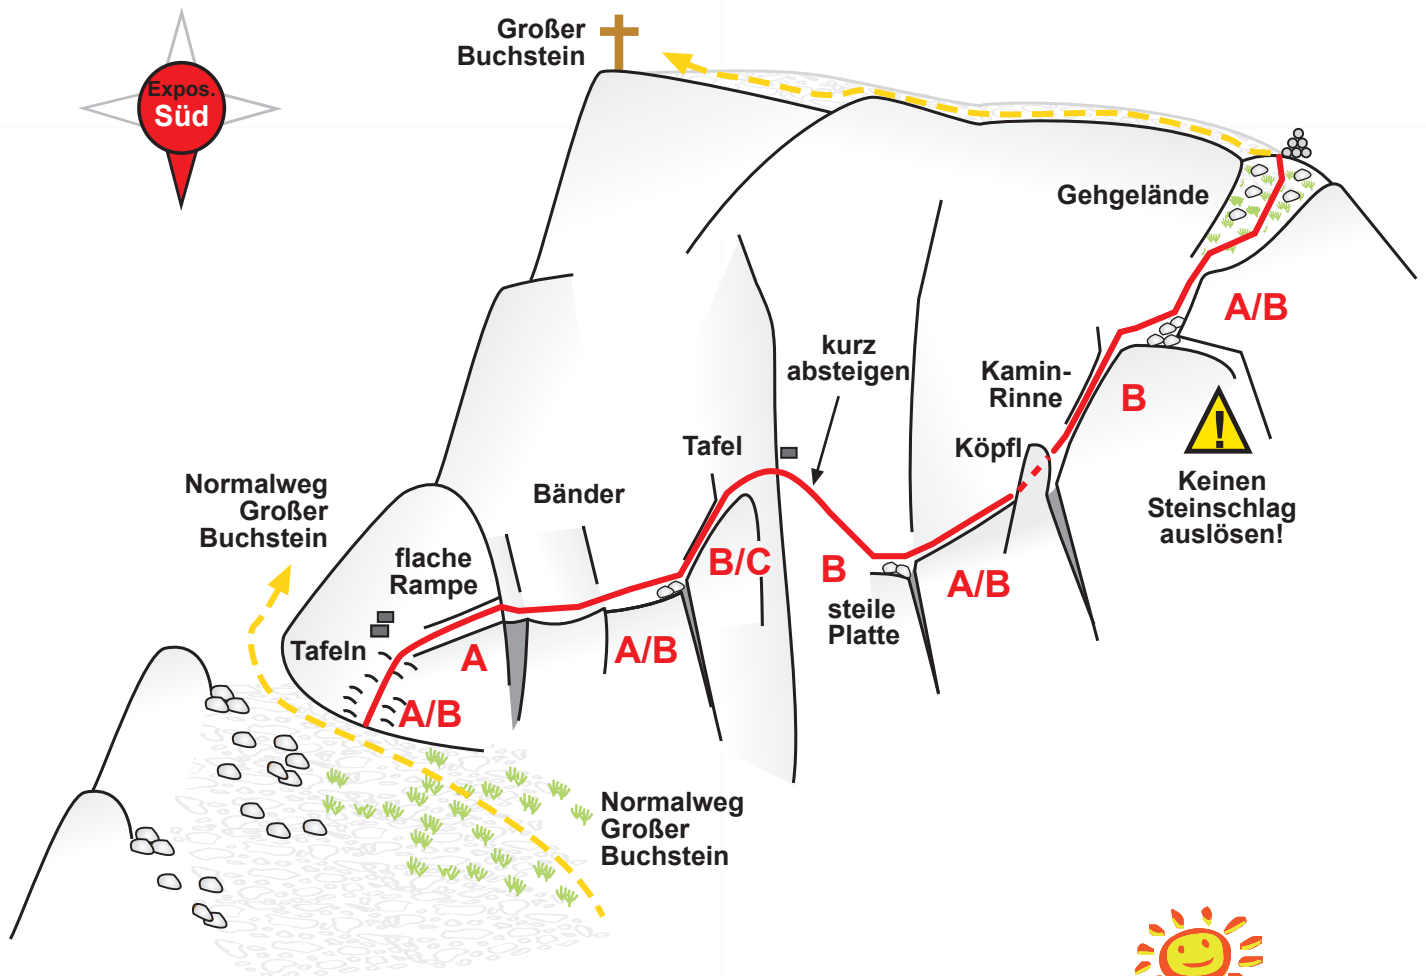 Großer
Buchstein
Expos.
Süd
Gehgelände
A/B
kurz
absteigen
Kamin-
Rinne
B
!
Tafel
Köpfl
Keinen
Steinschlag
auslösen!
Normalweg
Großer
Buchstein
Bänder
flache
Rampe
B/C
B
A/B
steile
Platte
Tafeln
A
A/B
A/B
Normalweg
Großer
Buchstein